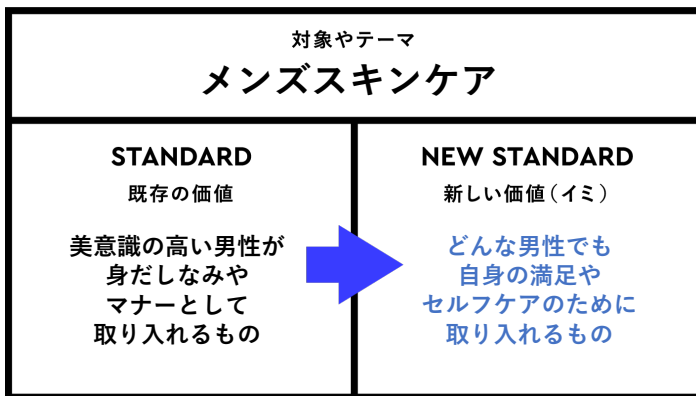 対象やテーマ
メンズスキンケア
STANDARD
既存の価値
美意識の高い男性が
身だしなみや
マナーとして
取り入れるもの
NEW STANDARD
新しい価値（イミ）
どんな男性でも
自身の満足や
セルフケアのために
取り入れるもの